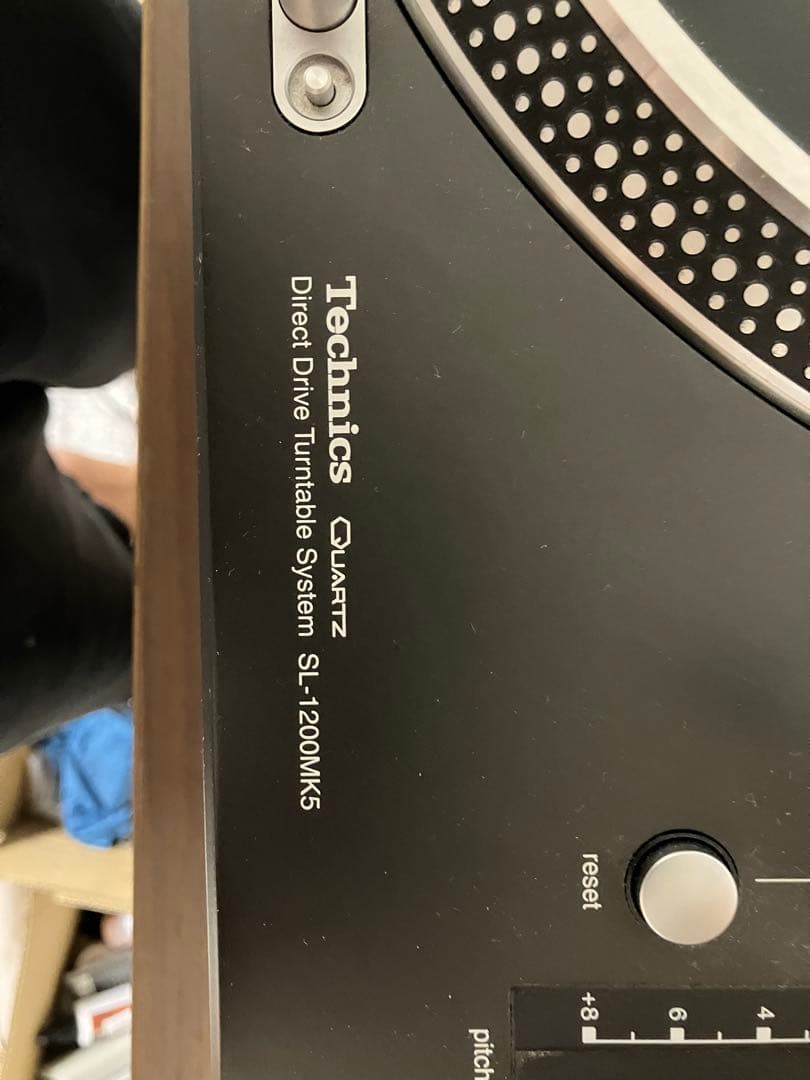 Technics QUARTZ
Direct Drive Turntable System SL-1200MK5
reset
pitch
+8 6 4